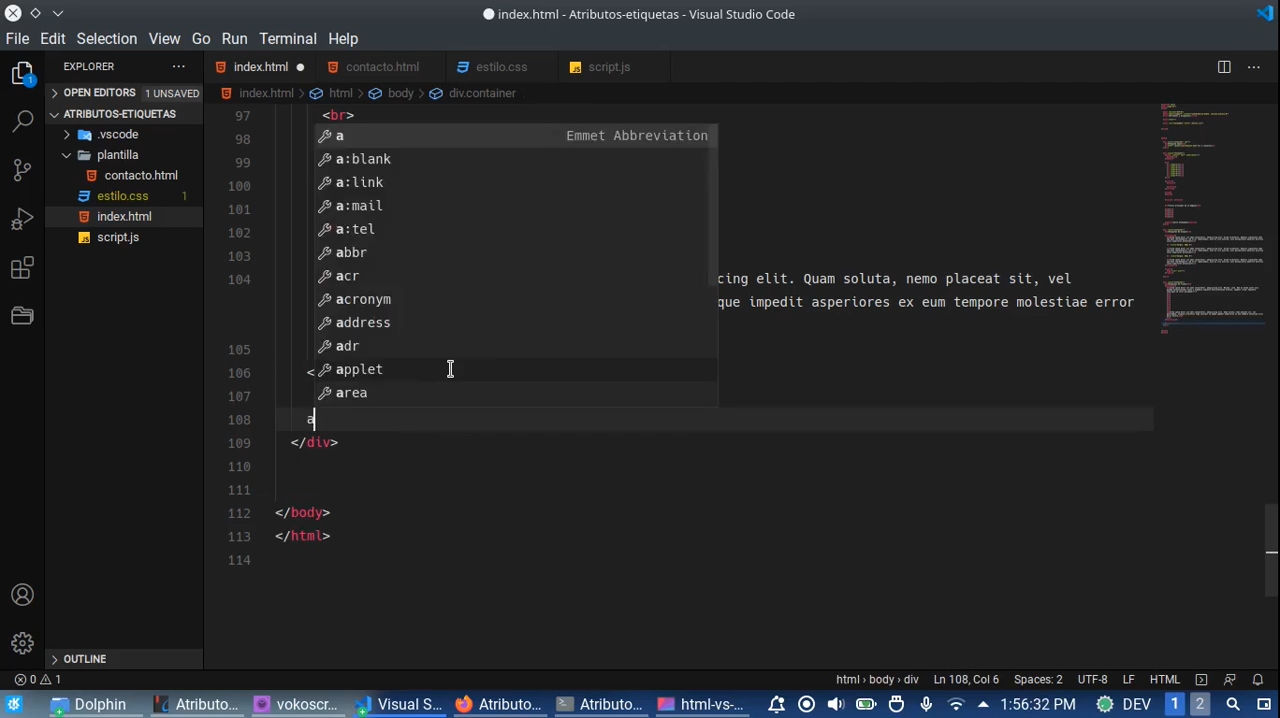 index.html - Atributos-etiquetas - Visual Studio Code
File Edit Selection View Go Run Terminal Help
EXPLORER
index.html contacto.html estilo.css JS script.js
OPEN EDITORS 1 UNSAVED
index.html > html > body > div.container
ATRIBUTOS-ETIQUETAS
.vscode
plantilla
contacto.html
estilo.css 1
index.html
JS script.js
97 <br>
98 a Emmet Abbreviation
99 a:blank
100 a:link
101 a:mail
102 a:tel
103 abbr
104 acr cing elit. Quam soluta, nemo placeat sit, vel
acronym que impedit asperiores ex eum tempore molestiae error
address
105 adr
106 < applet
107 area
108 a
109 </div>
110
111
112 </body>
113 </html>
114
OUTLINE
0 1 html > body > div Ln 108, Col 6 Spaces: 2 UTF-8 LF HTML
Dolphin Atributo... vokoscr... Visual S... Atributo... Atributo... html-vs-... 1:56:32 PM DEV 1 2